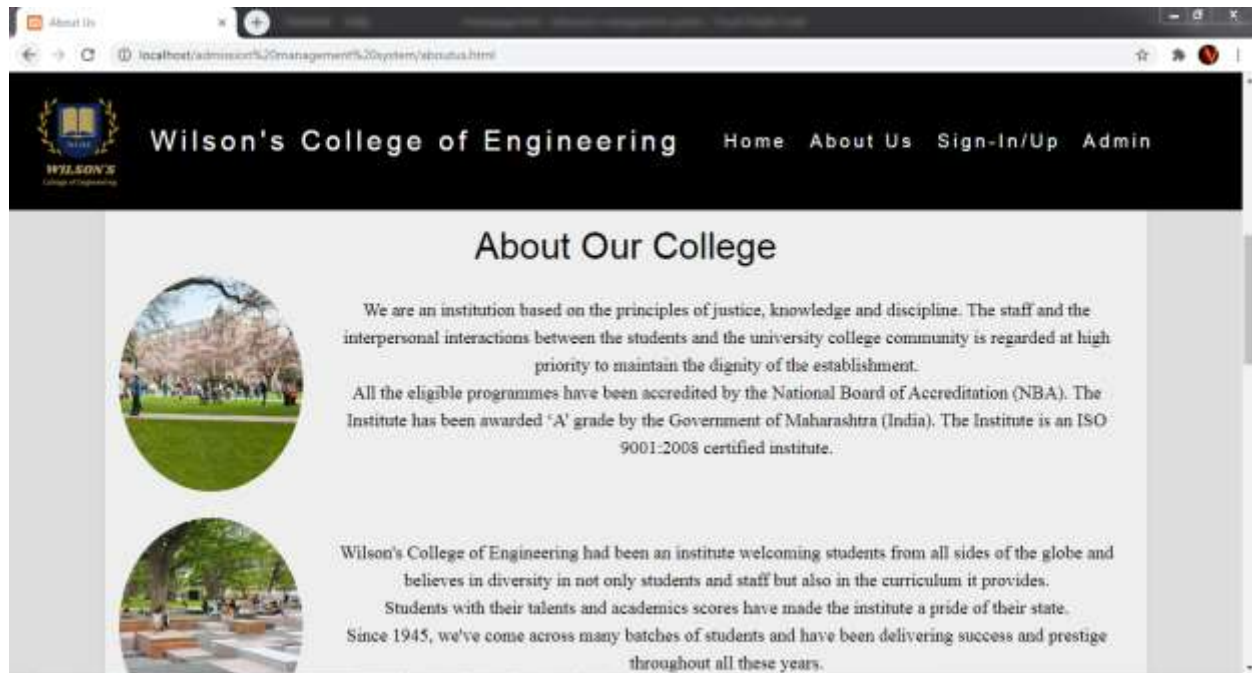 About Us
localhost/admission%20management%20system/aboutus.html
WILSON'S
College of Engineering
Wilson's College of Engineering
Home About Us Sign-In/Up Admin
About Our College
We are an institution based on the principles of justice, knowledge and discipline. The staff and the
interpersonal interactions between the students and the university college community is regarded at high
priority to maintain the dignity of the establishment.
All the eligible programmes have been accredited by the National Board of Accreditation (NBA). The
Institute has been awarded ‘A’ grade by the Government of Maharashtra (India). The Institute is an ISO
9001:2008 certified institute.
Wilson's College of Engineering had been an institute welcoming students from all sides of the globe and
believes in diversity in not only students and staff but also in the curriculum it provides.
Students with their talents and academics scores have made the institute a pride of their state.
Since 1945, we've come across many batches of students and have been delivering success and prestige
throughout all these years.